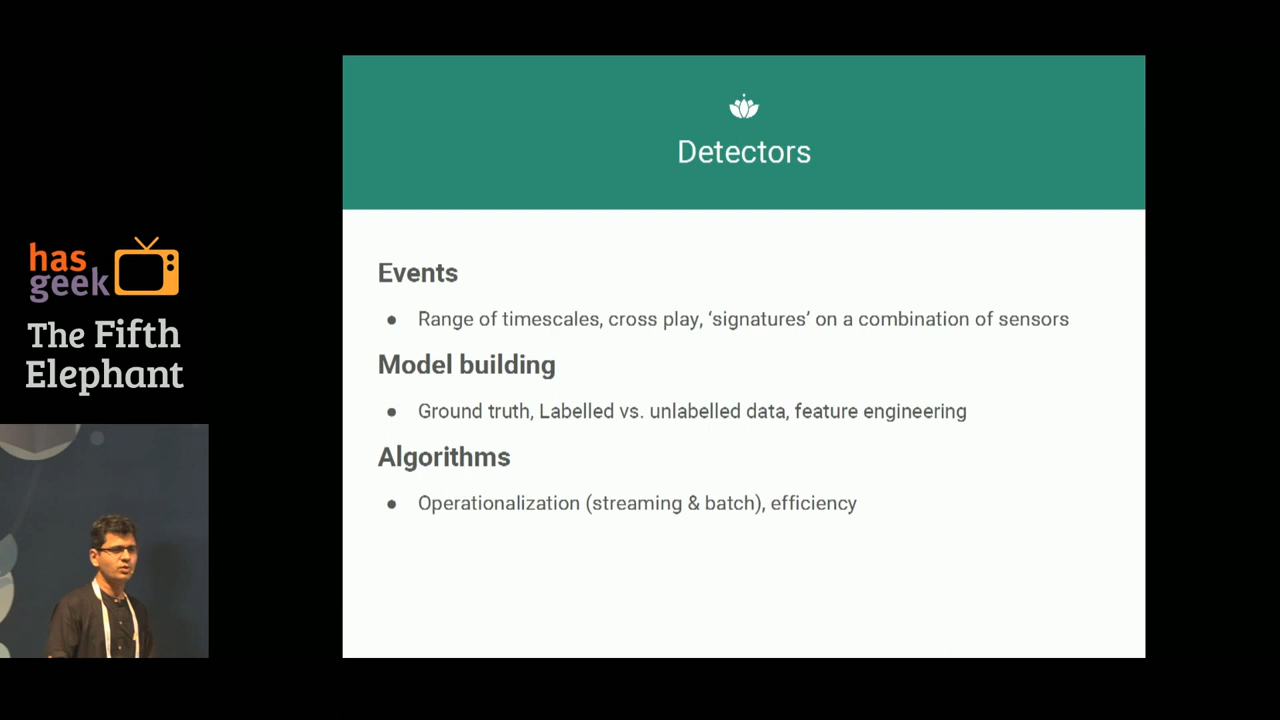 has
geek
The Fifth
Elephant
Detectors
Events
● Range of timescales, cross play, ‘signatures’ on a combination of sensors
Model building
● Ground truth, Labelled vs. unlabelled data, feature engineering
Algorithms
● Operationalization (streaming & batch), efficiency